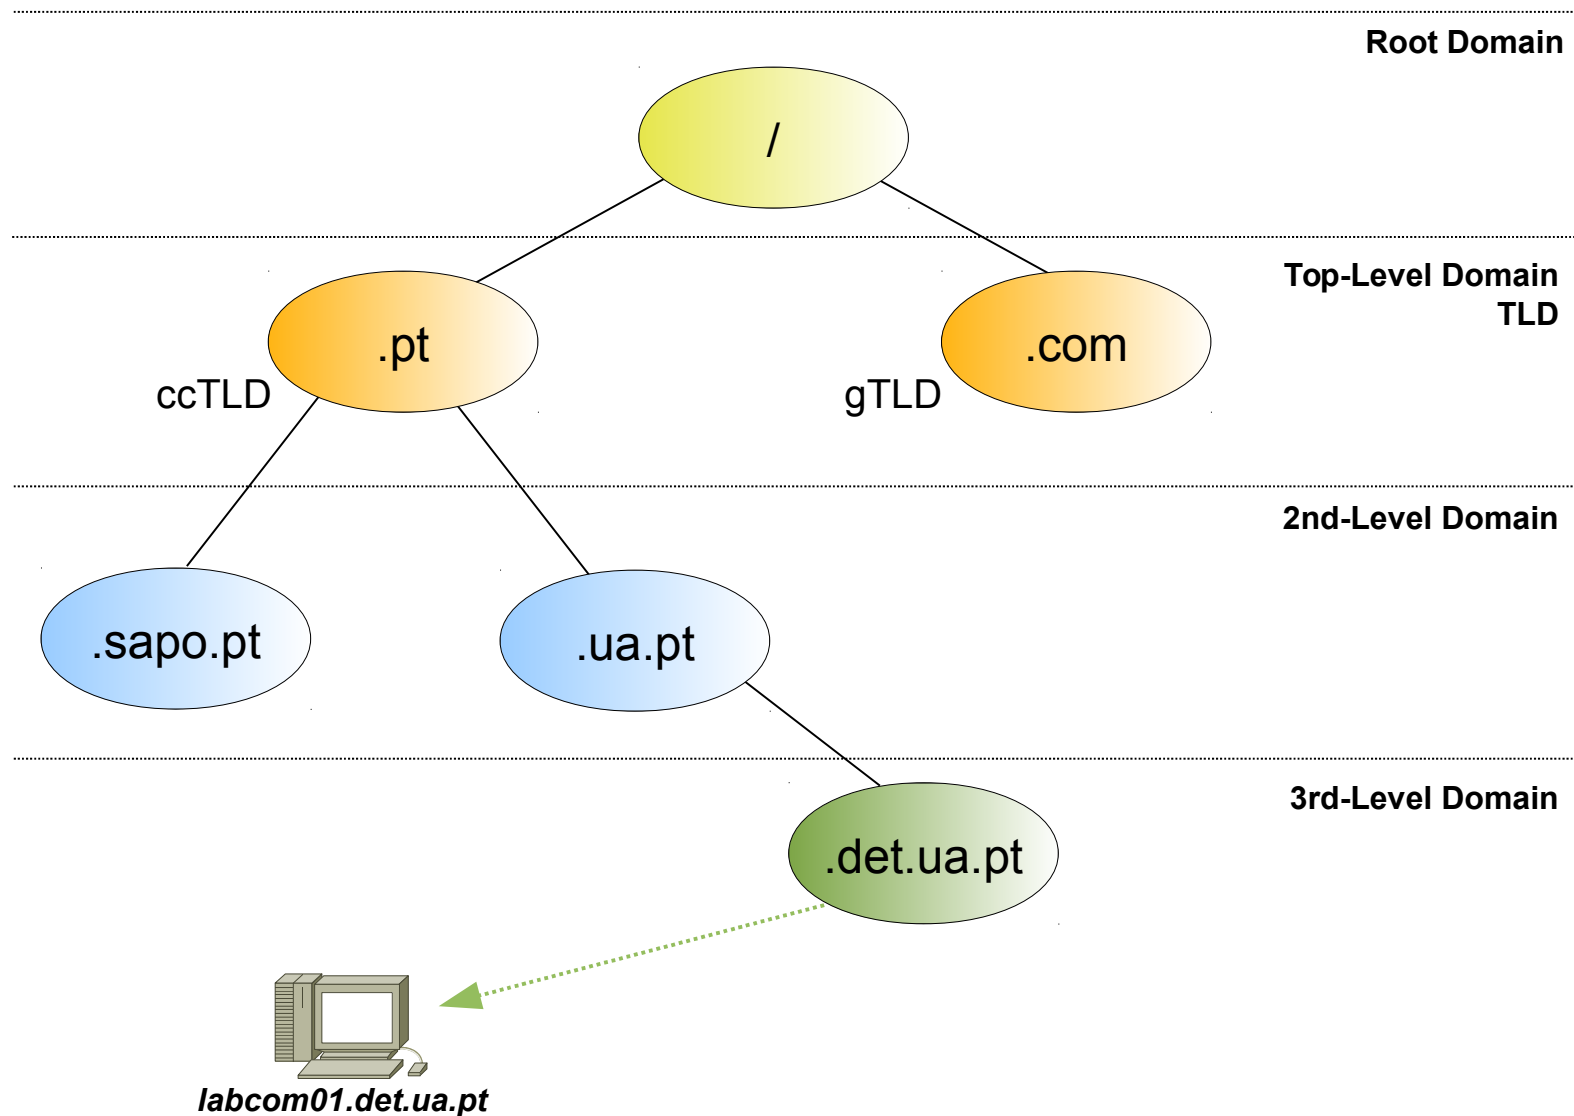 Root Domain
/
Top-Level Domain
TLD
.pt
.com
ccTLD
gTLD
2nd-Level Domain
.sapo.pt
.ua.pt
3rd-Level Domain
.det.ua.pt
labcom01.det.ua.pt